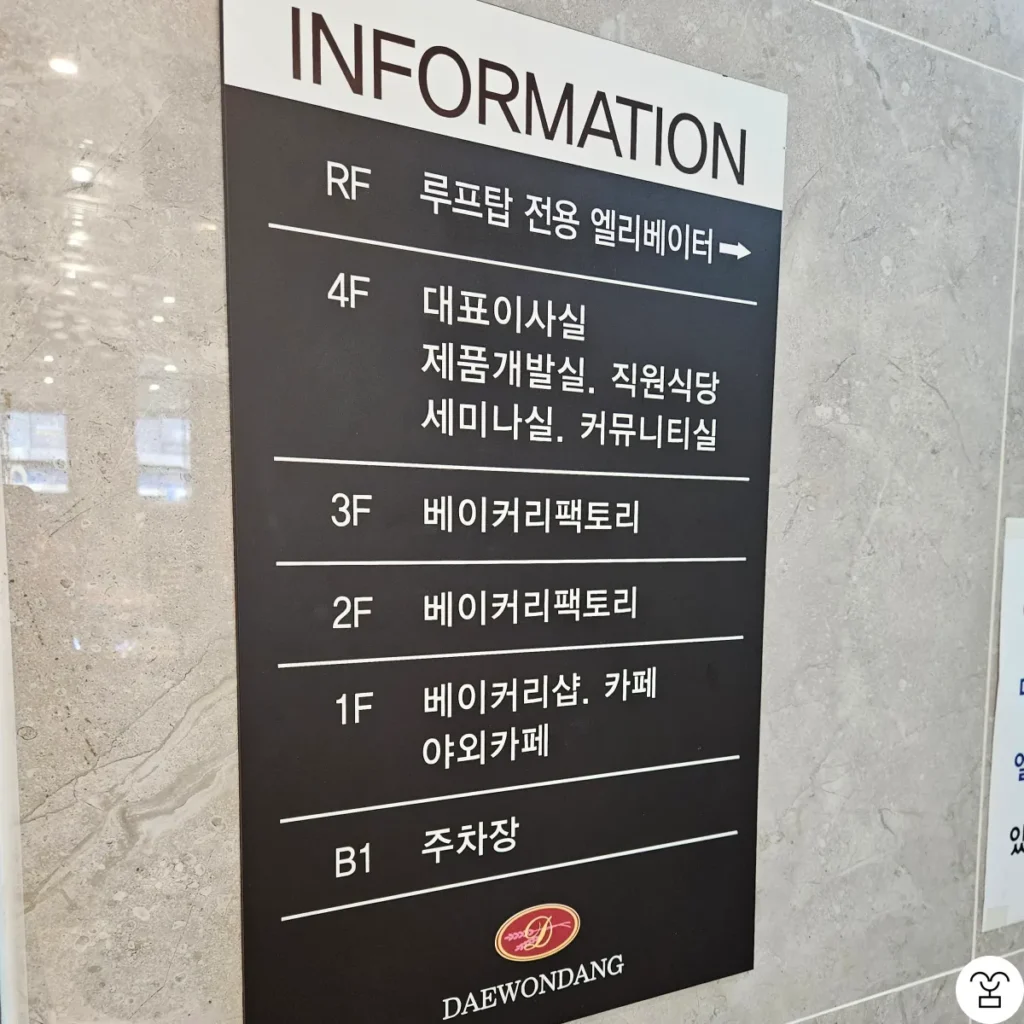 INFORMATION
RF 루프탑 전용 엘리베이터 →
4F 대표이사실
제품개발실. 직원식당
세미나실. 커뮤니티실
3F 베이커리팩토리
2F 베이커리팩토리
1F 베이커리샵. 카페
야외카페
B1 주차장
D
DAEWONDANG